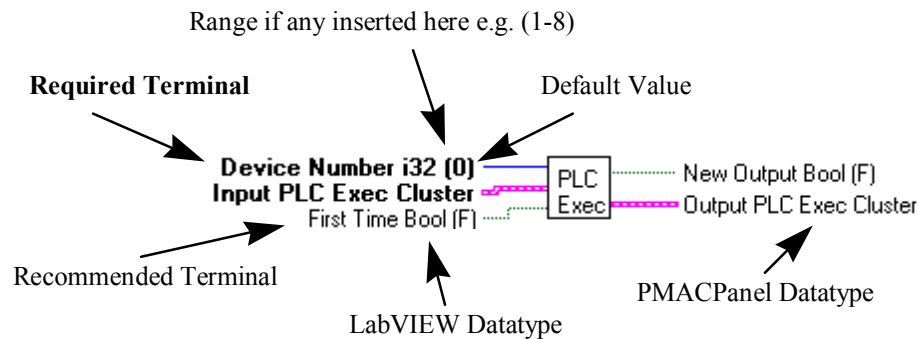 Range if any inserted here e.g. (1-8)
Required Terminal
Default Value
Device Number i32 (0)
Input PLC Exec Cluster
First Time Bool (F)
PLC
Exec
New Output Bool (F)
Output PLC Exec Cluster
Recommended Terminal
PMACPanel Datatype
LabVIEW Datatype